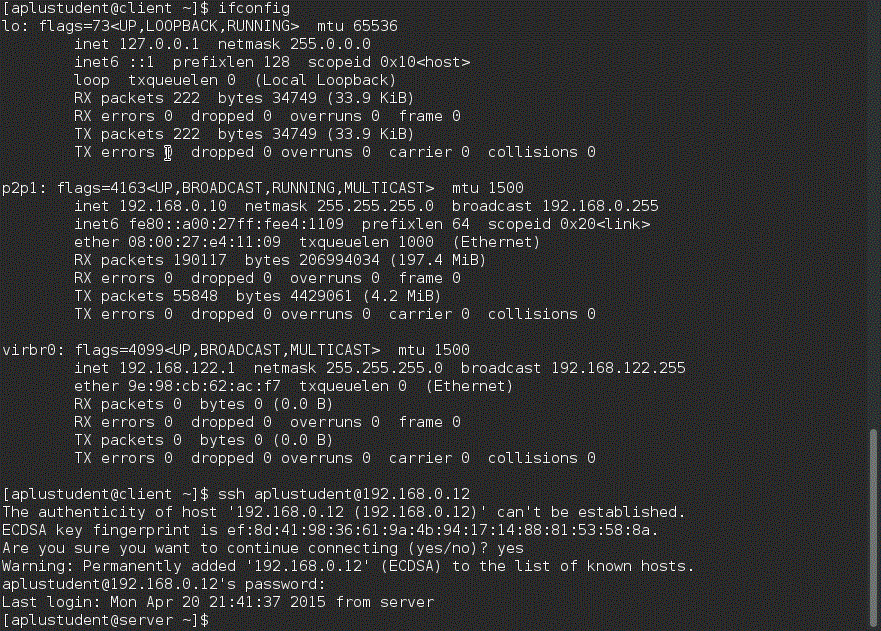 [aplustudent@client ~]$ ifconfig
lo: flags=73<UP,LOOPBACK,RUNNING>  mtu 65536
        inet 127.0.0.1  netmask 255.0.0.0
        inet6 ::1  prefixlen 128  scopeid 0x10<host>
        loop  txqueuelen 0  (Local Loopback)
        RX packets 222  bytes 34749 (33.9 KiB)
        RX errors 0  dropped 0  overruns 0  frame 0
        TX packets 222  bytes 34749 (33.9 KiB)
        TX errors 0  dropped 0 overruns 0  carrier 0  collisions 0

p2p1: flags=4163<UP,BROADCAST,RUNNING,MULTICAST>  mtu 1500
        inet 192.168.0.10  netmask 255.255.255.0  broadcast 192.168.0.255
        inet6 fe80::a00:27ff:fee4:1109  prefixlen 64  scopeid 0x20<link>
        ether 08:00:27:e4:11:09  txqueuelen 1000  (Ethernet)
        RX packets 190117  bytes 206994034 (197.4 MiB)
        RX errors 0  dropped 0  overruns 0  frame 0
        TX packets 55848  bytes 4429061 (4.2 MiB)
        TX errors 0  dropped 0 overruns 0  carrier 0  collisions 0

virbr0: flags=4099<UP,BROADCAST,MULTICAST>  mtu 1500
        inet 192.168.122.1  netmask 255.255.255.0  broadcast 192.168.122.255
        ether 9e:98:cb:62:ac:f7  txqueuelen 0  (Ethernet)
        RX packets 0  bytes 0 (0.0 B)
        RX errors 0  dropped 0  overruns 0  frame 0
        TX packets 0  bytes 0 (0.0 B)
        TX errors 0  dropped 0 overruns 0  carrier 0  collisions 0

[aplustudent@client ~]$ ssh aplustudent@192.168.0.12
The authenticity of host '192.168.0.12 (192.168.0.12)' can't be established.
ECDSA key fingerprint is ef:8d:41:98:36:61:9a:4b:94:17:14:88:81:53:58:8a.
Are you sure you want to continue connecting (yes/no)? yes
Warning: Permanently added '192.168.0.12' (ECDSA) to the list of known hosts.
aplustudent@192.168.0.12's password:
Last login: Mon Apr 20 21:41:37 2015 from server
[aplustudent@server ~]$